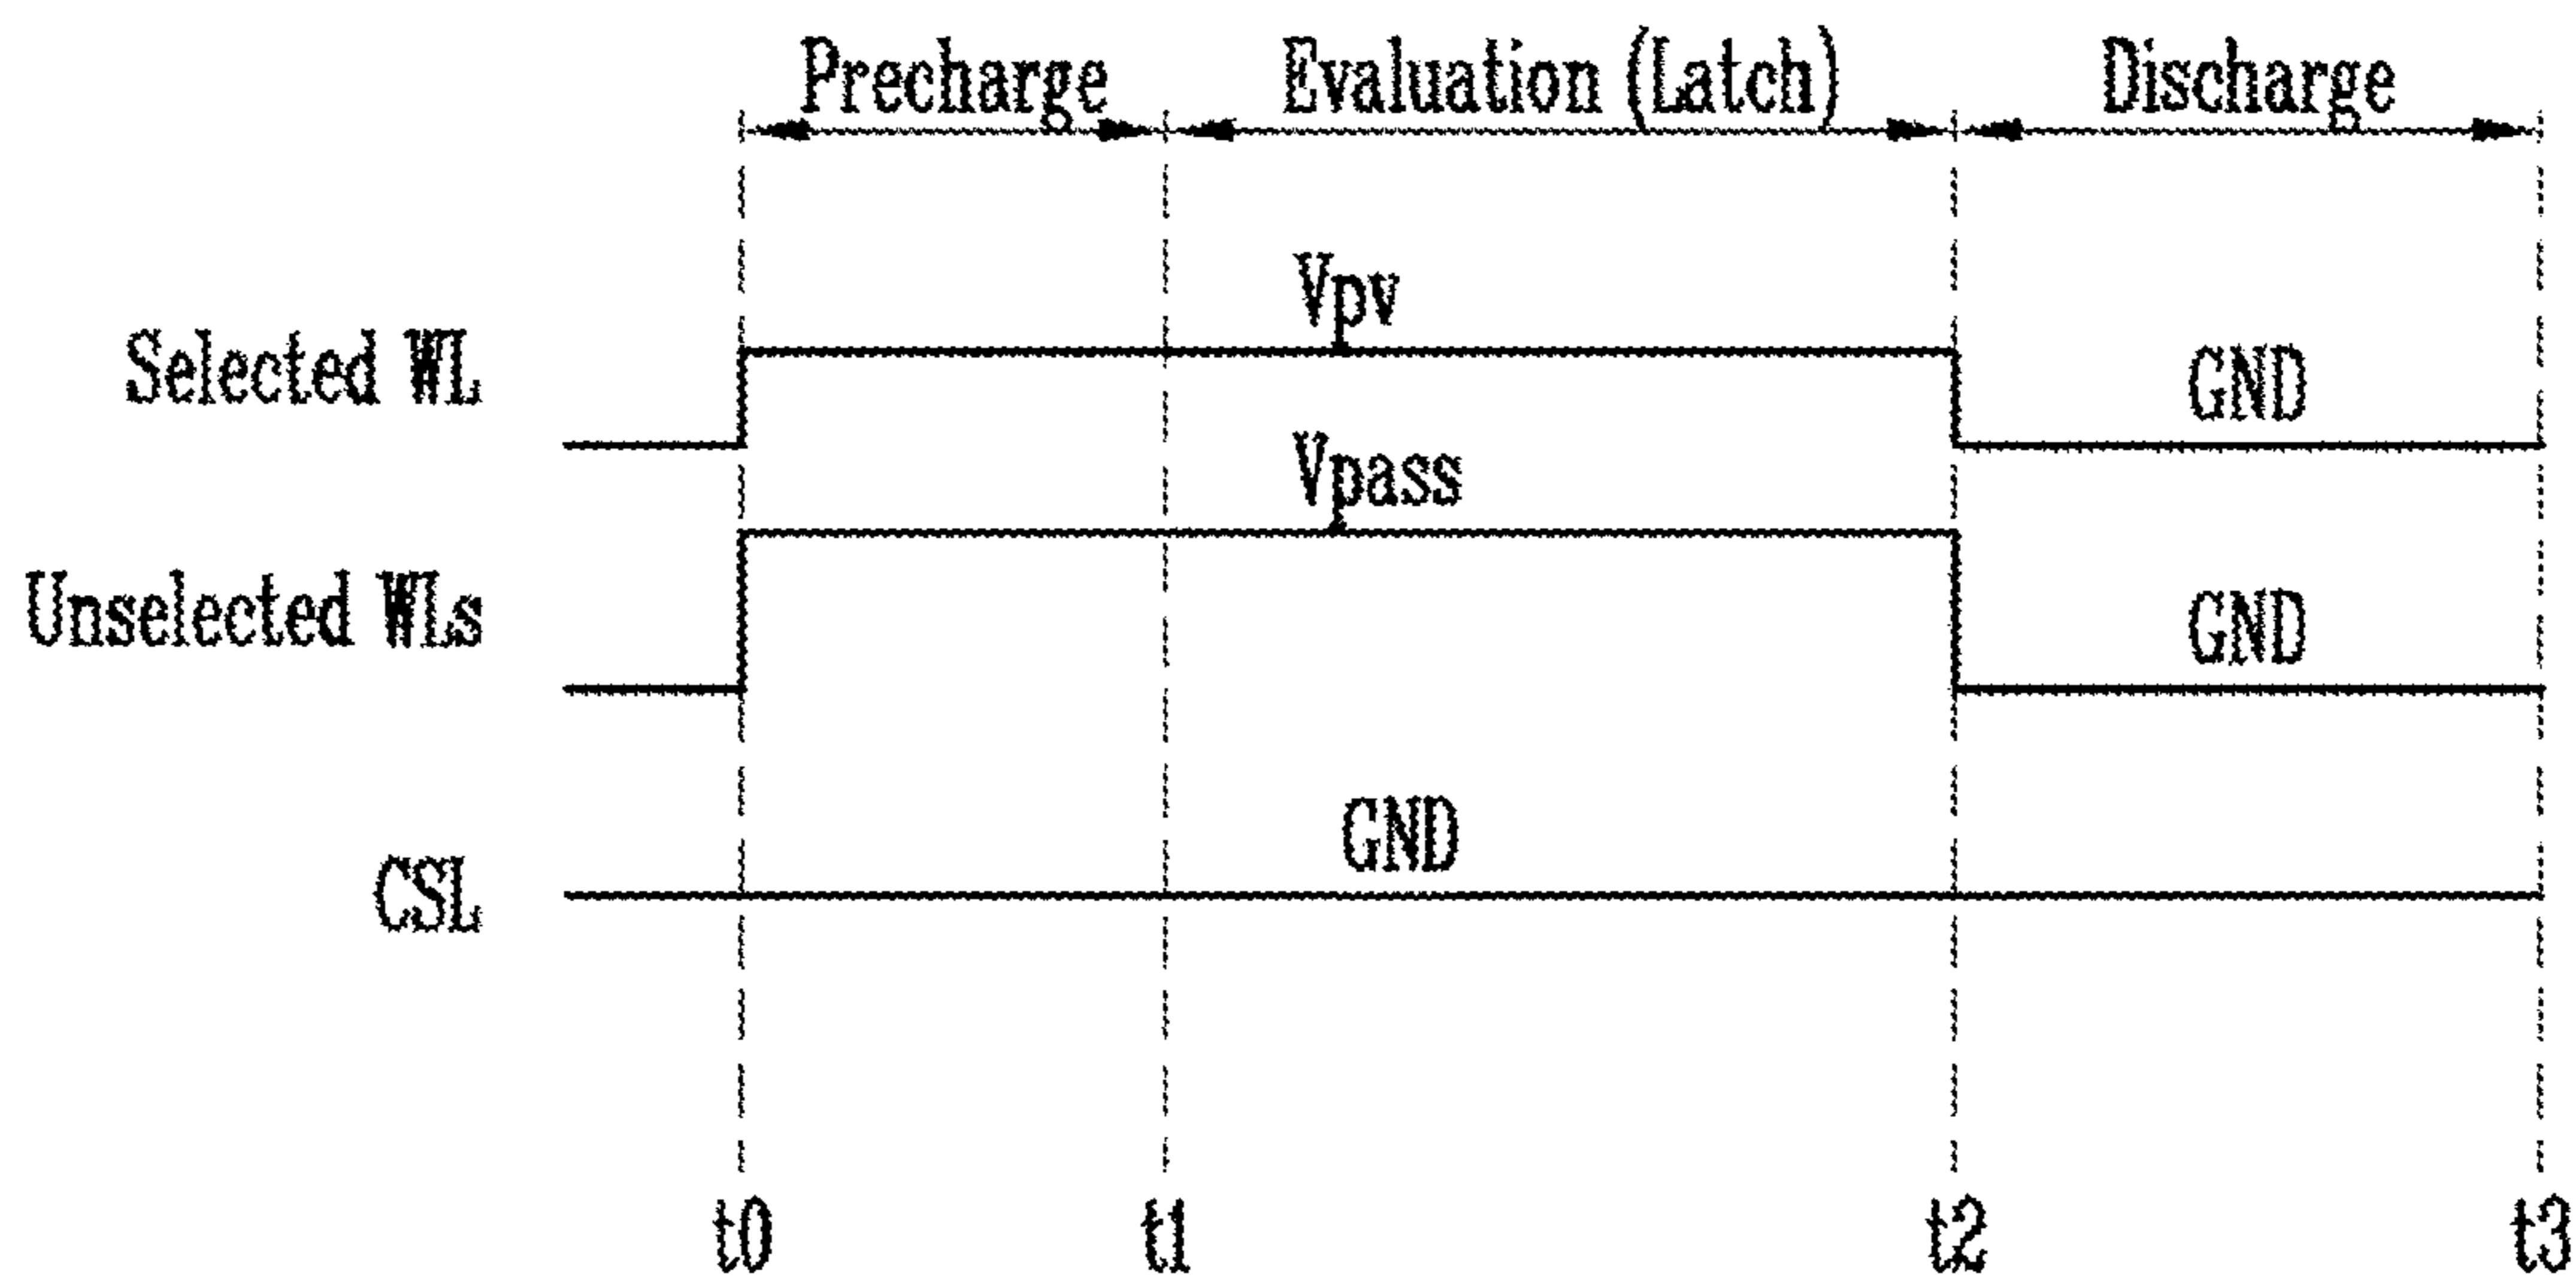 Precharge Evaluation (Latch) Discharge
Vpv
Selected WL GND
Vpass
Unselected WLs GND
GND
CSL
t0 t1 t2 t3